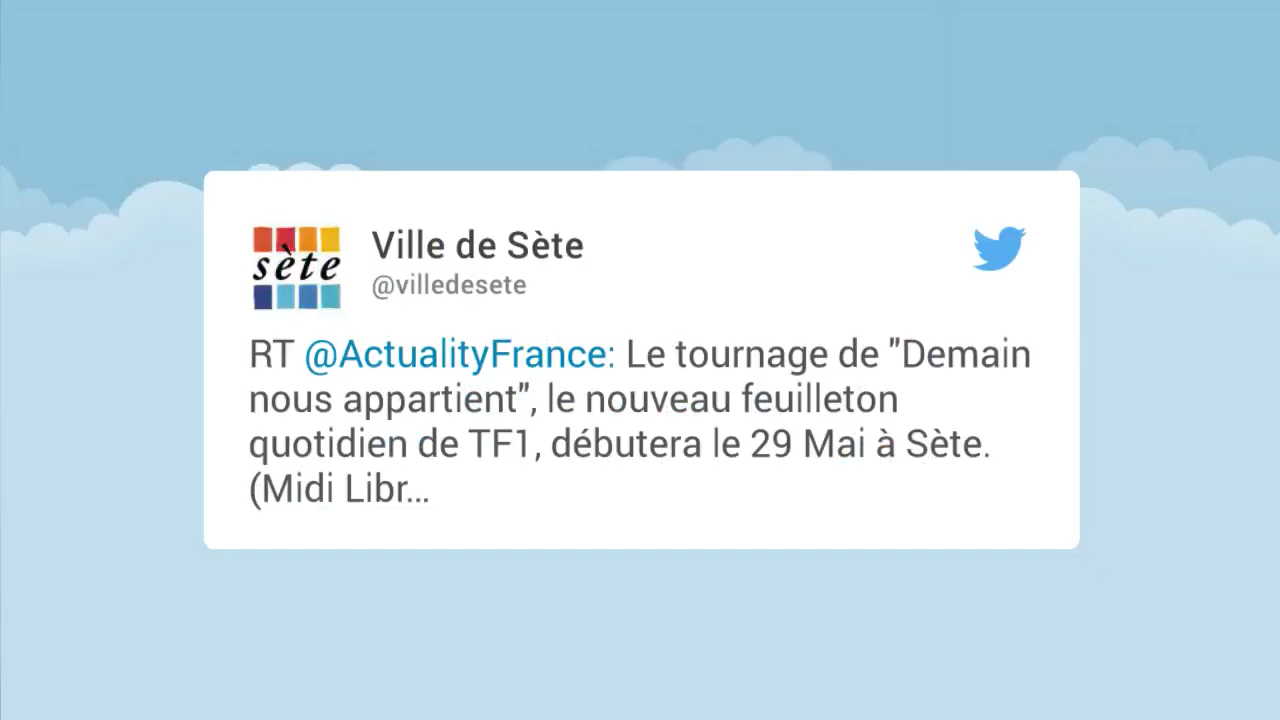 sète
Ville de Sète
@villedesete
RT @ActualityFrance: Le tournage de "Demain
nous appartient", le nouveau feuilleton
quotidien de TF1, débutera le 29 Mai à Sète.
(Midi Libr...